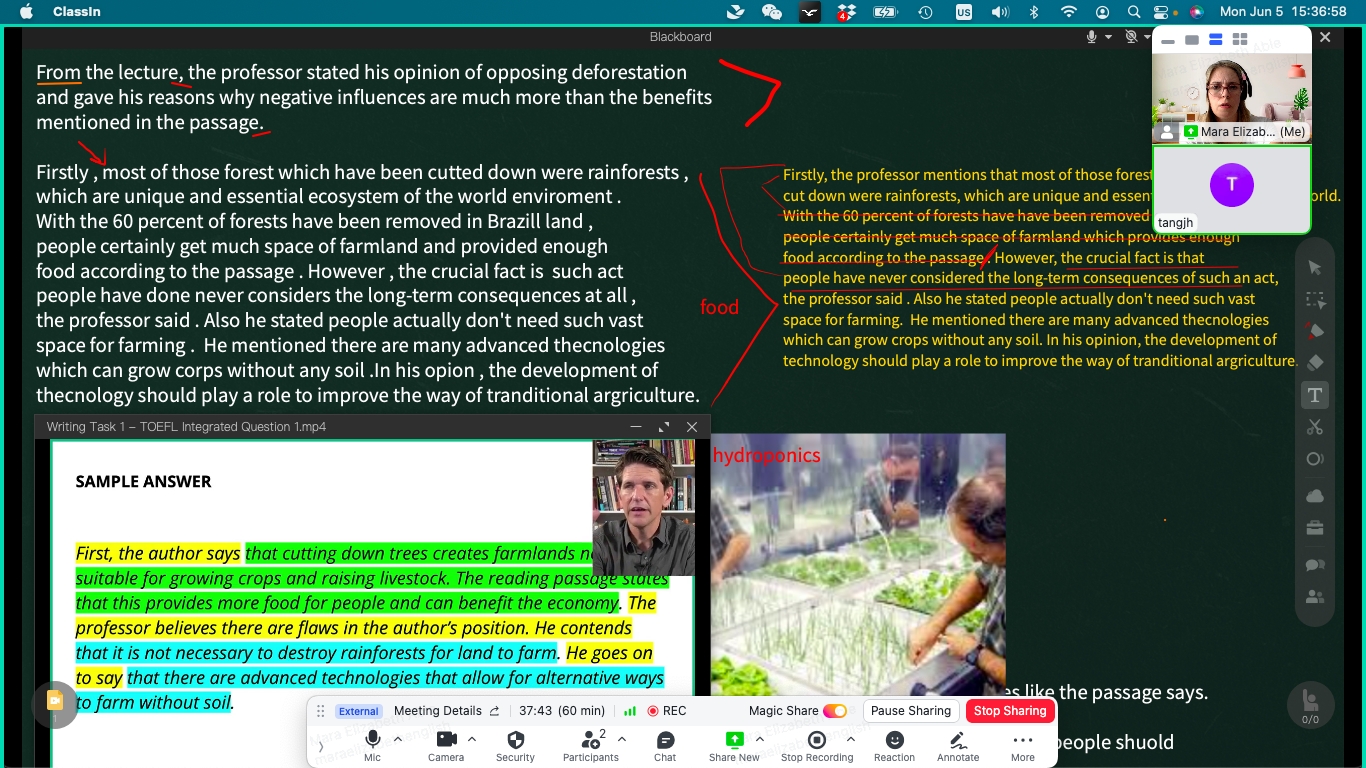 ClassIn
4
US
Mon Jun 5 15:36:58
Blackboard
From the lecture, the professor stated his opinion of opposing deforestation
and gave his reasons why negative influences are much more than the benefits
mentioned in the passage.
Mara Elizab... (Me)
T
tangjh
Firstly , most of those forest which have been cutted down were rainforests ,
which are unique and essential ecosystem of the world enviroment .
With the 60 percent of forests have been removed in Brazill land ,
people certainly get much space of farmland and provided enough
food according to the passage . However , the crucial fact is such act
people have done never considers the long-term consequences at all ,
the professor said . Also he stated people actually don't need such vast
space for farming . He mentioned there are many advanced thecnologies
which can grow corps without any soil .In his opion , the development of
thecnology should play a role to improve the way of tranditional argriculture.
Firstly, the professor mentions that most of those forest
cut down were rainforests, which are unique and essent
orld.
With the 60 percent of forests have have been removed
people certainly get much space of farmland which provides enough
food according to the passage. However, the crucial fact is that
people have never considered the long-term consequences of such an act,
the professor said . Also he stated people actually don't need such vast
space for farming. He mentioned there are many advanced thecnologies
which can grow crops without any soil. In his opinion, the development of
technology should play a role to improve the way of tranditional argriculture.
food
Writing Task 1 – TOEFL Integrated Question 1.mp4
SAMPLE ANSWER
First, the author says that cutting down trees creates farmlands
suitable for growing crops and raising livestock. The reading passage states
that this provides more food for people and can benefit the economy. The
professor believes there are flaws in the author's position. He contends
that it is not necessary to destroy rainforests for land to farm. He goes on
to say that there are advanced technologies that allow for alternative ways
to farm without soil.
hydroponics
es like the passage says.
people shuold
1
0/0
External
Meeting Details
37:43 (60 min)
REC
Magic Share
Pause Sharing
Stop Sharing
Mic
Camera
Security
2
Participants
Chat
Share New
Stop Recording
Reaction
Annotate
More